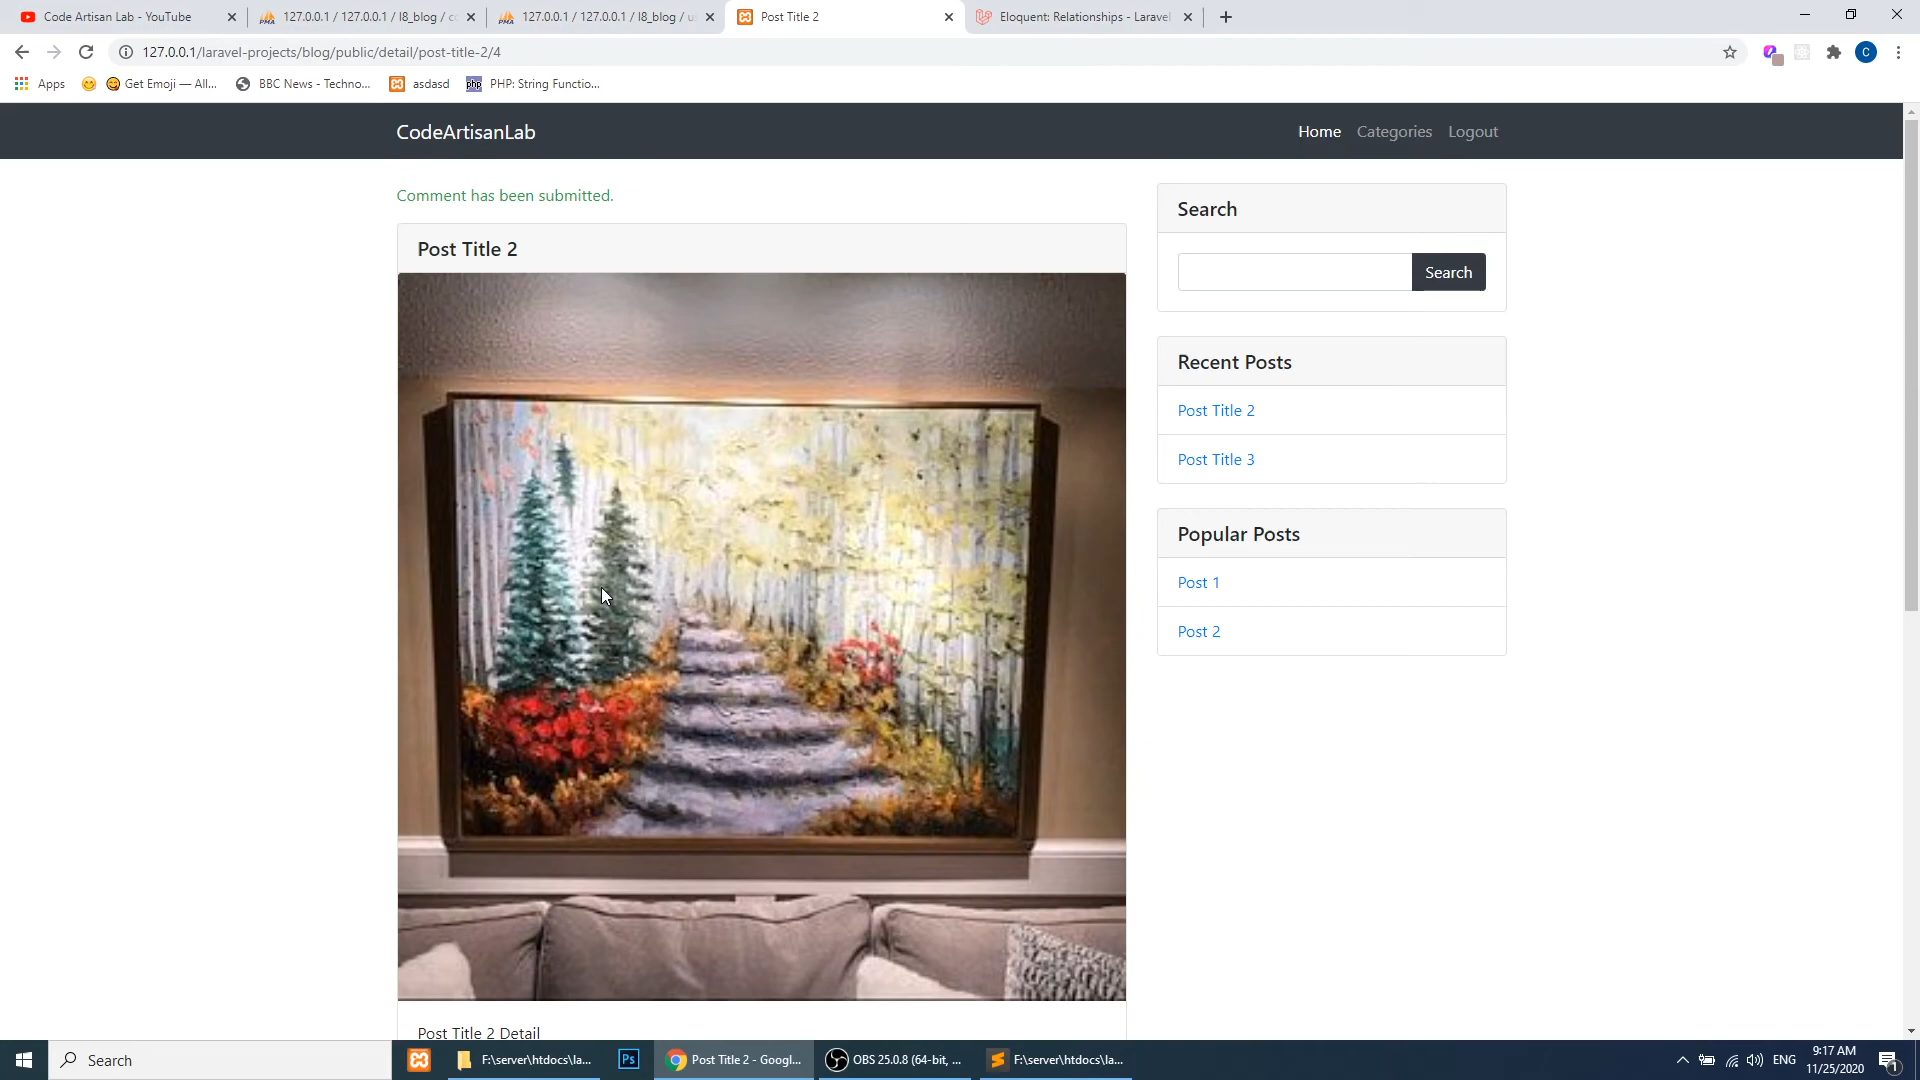 Code Artisan Lab - YouTube
127.0.0.1 / 127.0.0.1 / l8_blog / c
127.0.0.1 / 127.0.0.1 / l8_blog / u
Post Title 2
Eloquent: Relationships - Laravel
127.0.0.1/laravel-projects/blog/public/detail/post-title-2/4
C
Apps
Get Emoji — All...
BBC News - Techno...
asdasd
php
PHP: String Functio...
CodeArtisanLab
Home
Categories
Logout
Comment has been submitted.
Post Title 2
Post Title 2 Detail
Search
Search
Recent Posts
Post Title 2
Post Title 3
Popular Posts
Post 1
Post 2
Search
Ps
F:\server\htdocs\la...
Post Title 2 - Googl...
OBS 25.0.8 (64-bit, ...
F:\server\htdocs\la...
ENG
9:17 AM
11/25/2020
1